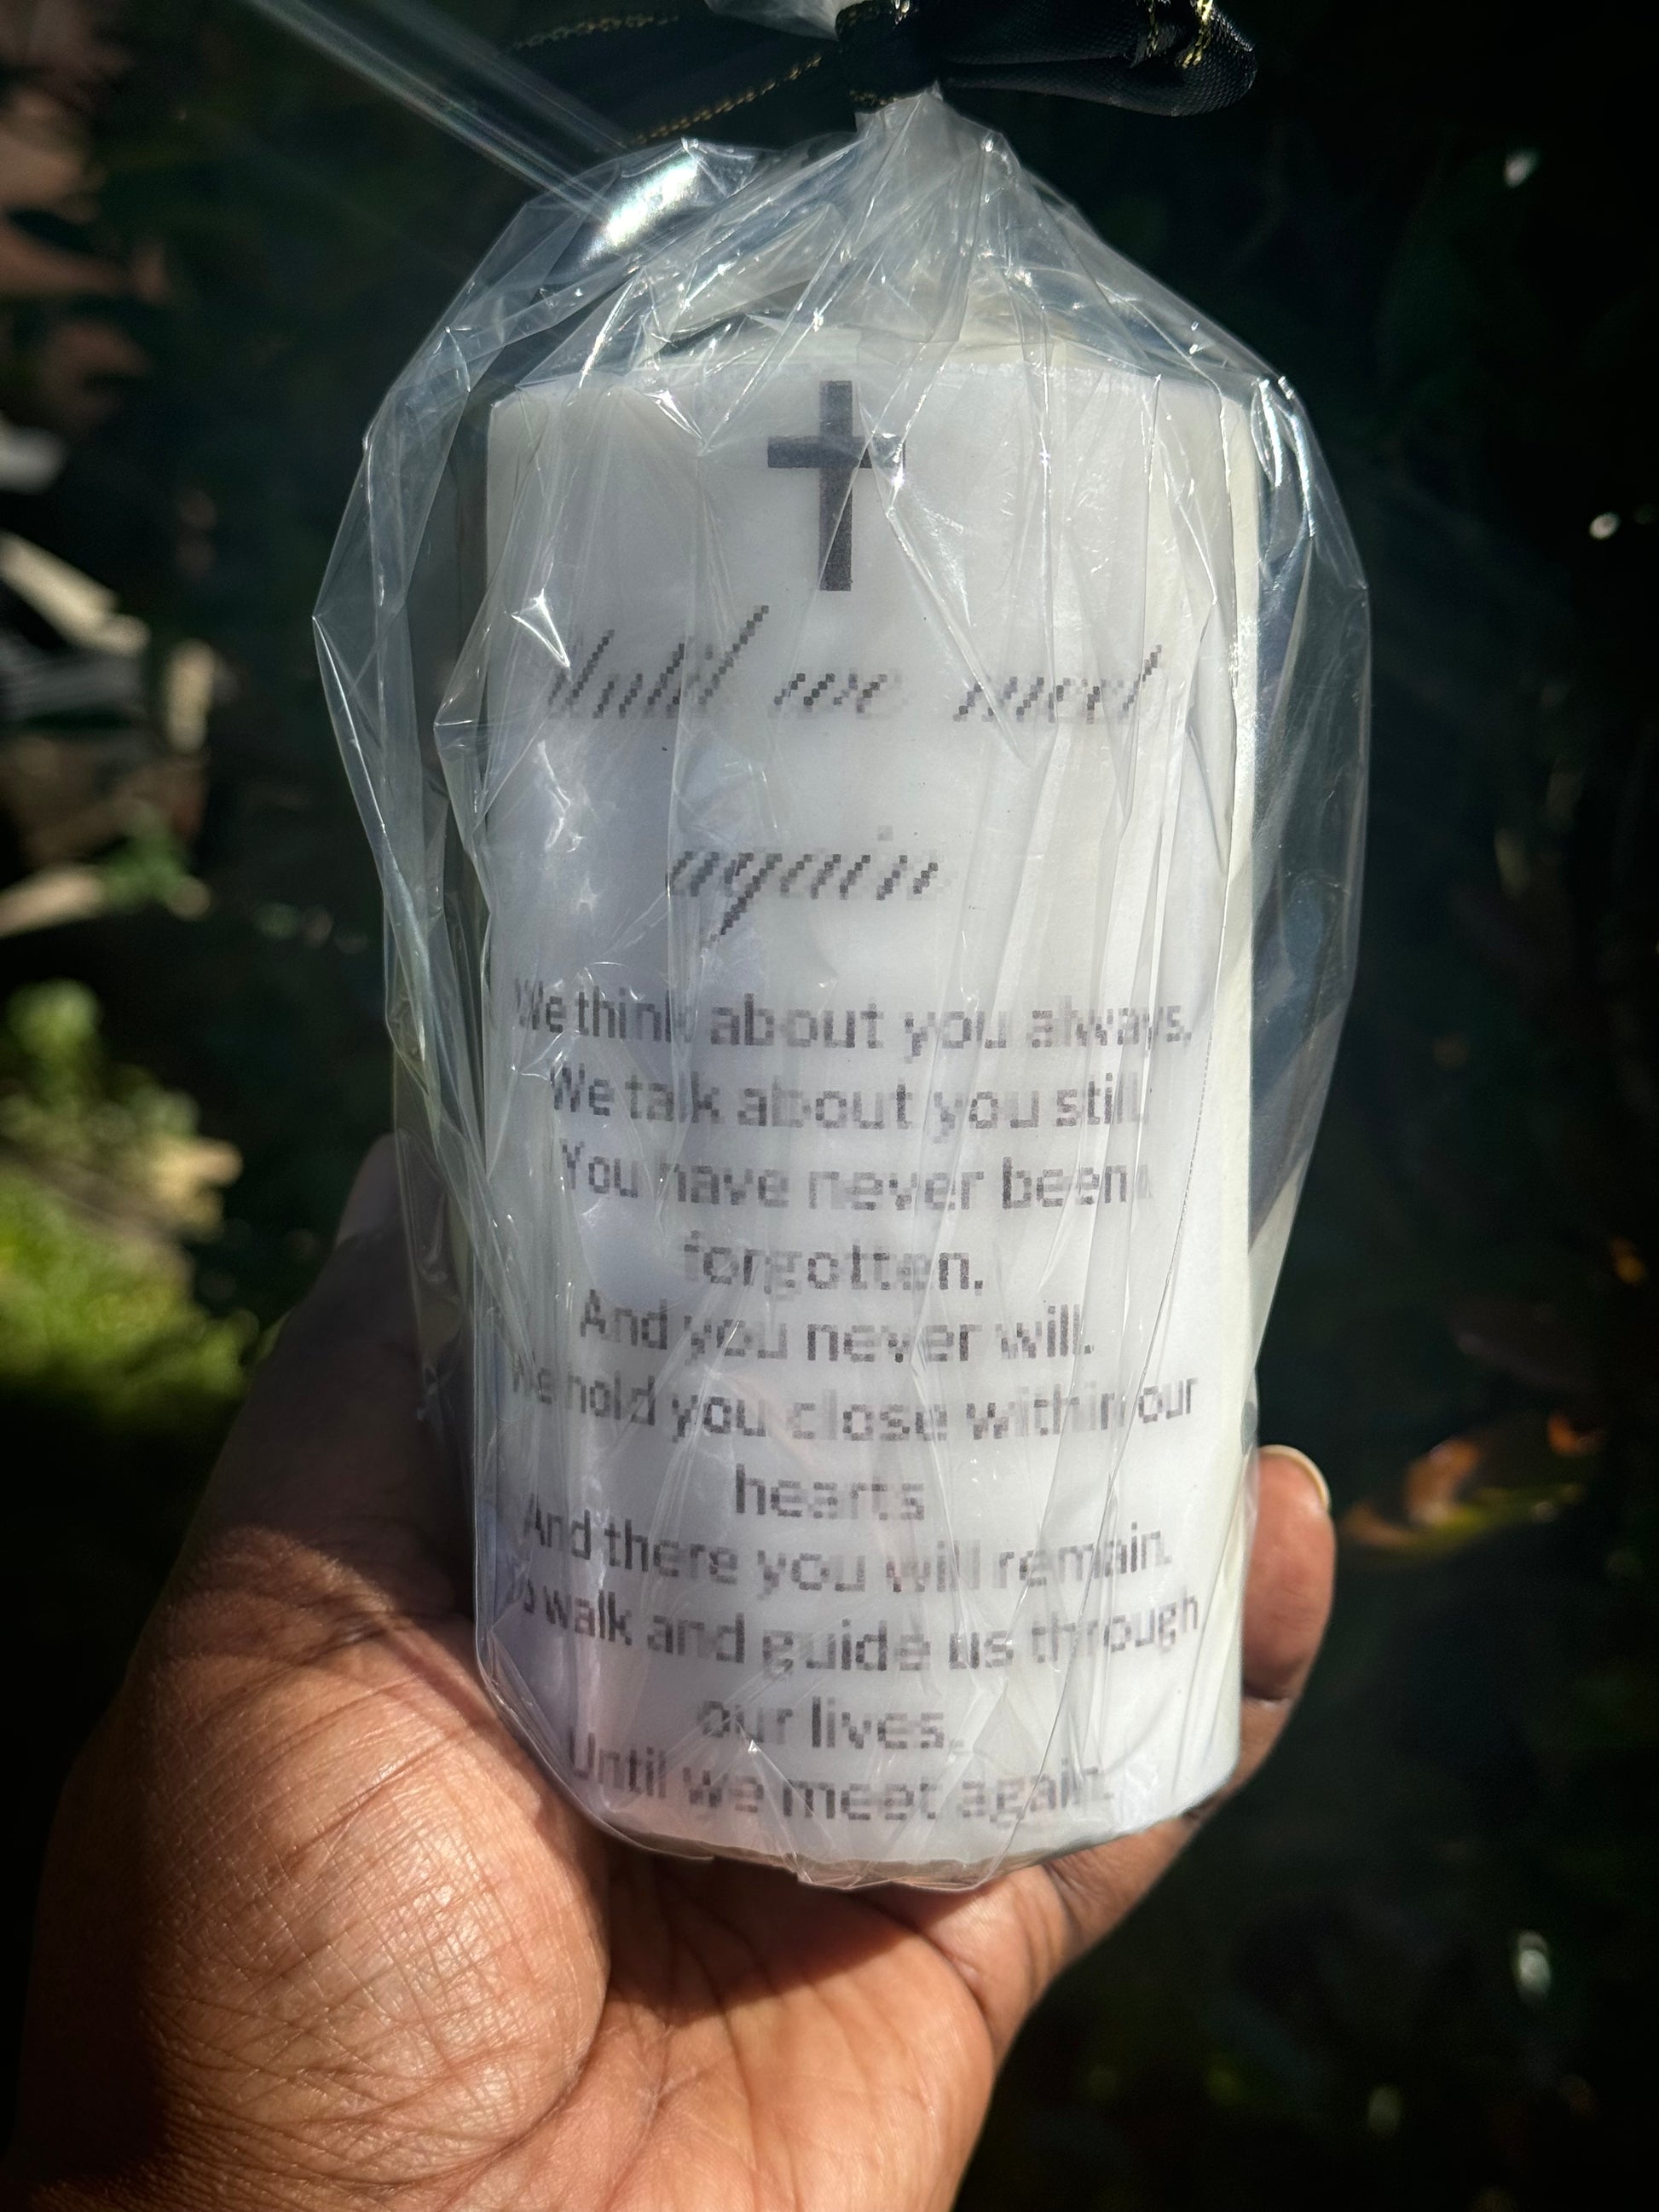 Until we meet
again
We think about you always,
We talk about you still,
You have never been
forgotten,
And you never will.
We hold you close within our
hearts
And there you will remain.
To walk and guide us through
our lives.
Until we meet again.